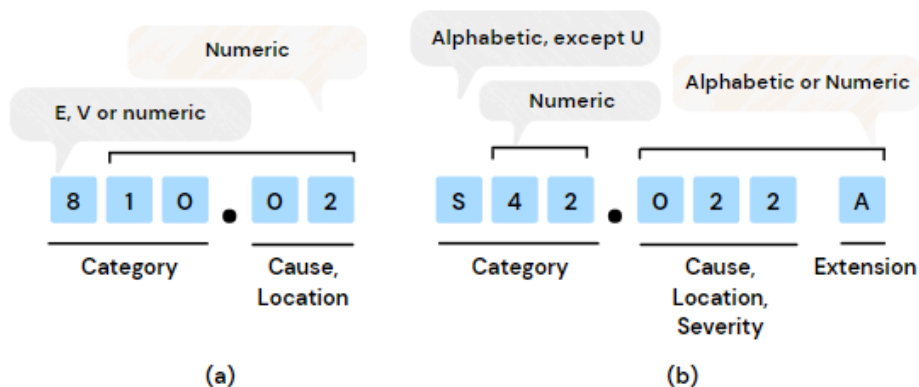 Numeric
E, V or numeric
8 1 0 . 0 2
Category
Cause,
Location
(a)
Alphabetic, except U
Numeric
Alphabetic or Numeric
S 4 2 . 0 2 2 A
Category
Cause,
Location,
Severity
Extension
(b)